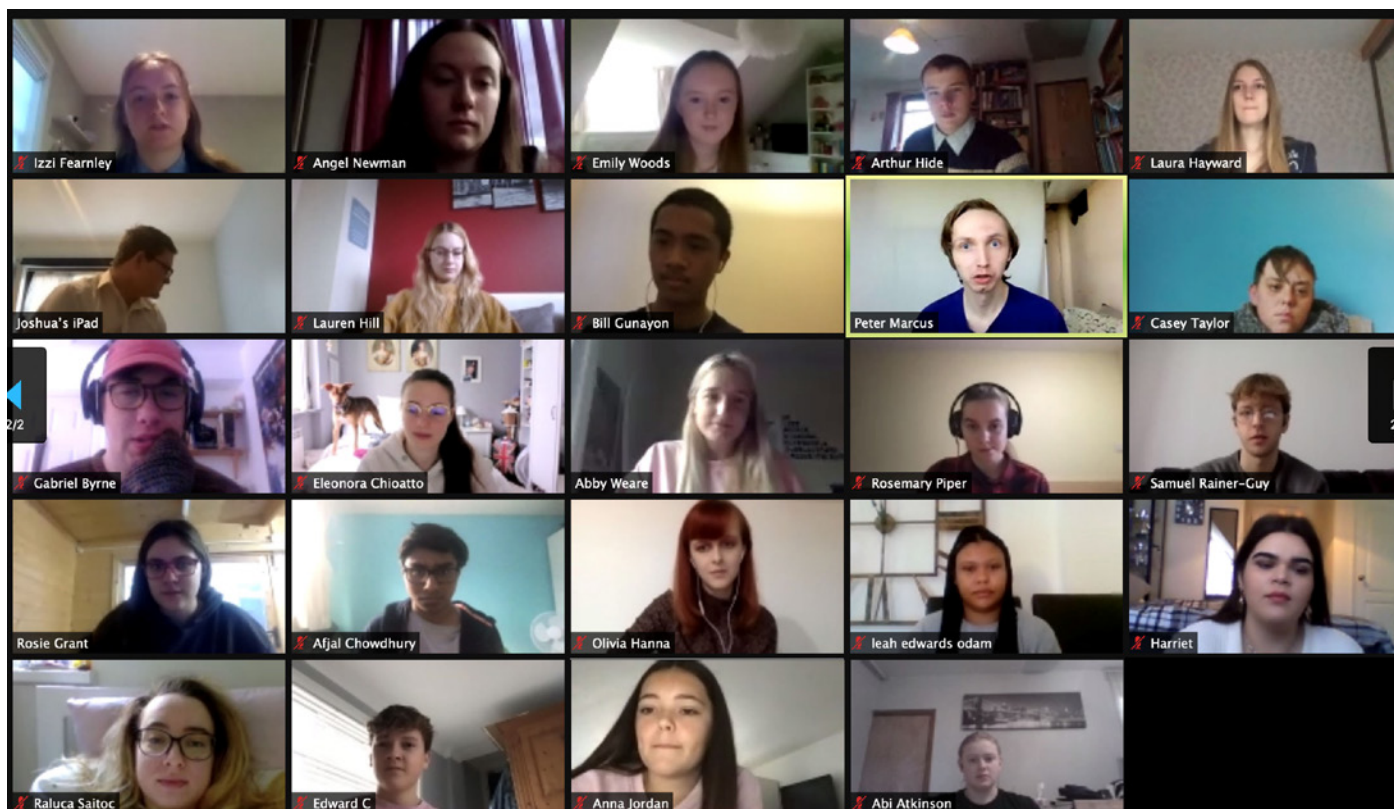 Izzi Fearnley
Angel Newman
Emily Woods
Arthur Hide
Laura Hayward
Joshua's iPad
Lauren Hill
Bill Gunayon
Peter Marcus
Casey Taylor
2/2
Gabriel Byrne
Eleonora Chioatto
Abby Weare
Rosemary Piper
Samuel Rainer-Guy
2
Rosie Grant
Afjal Chowdhury
Olivia Hanna
leah edwards odam
Harriet
Raluca Saitoc
Edward C
Anna Jordan
Abi Atkinson